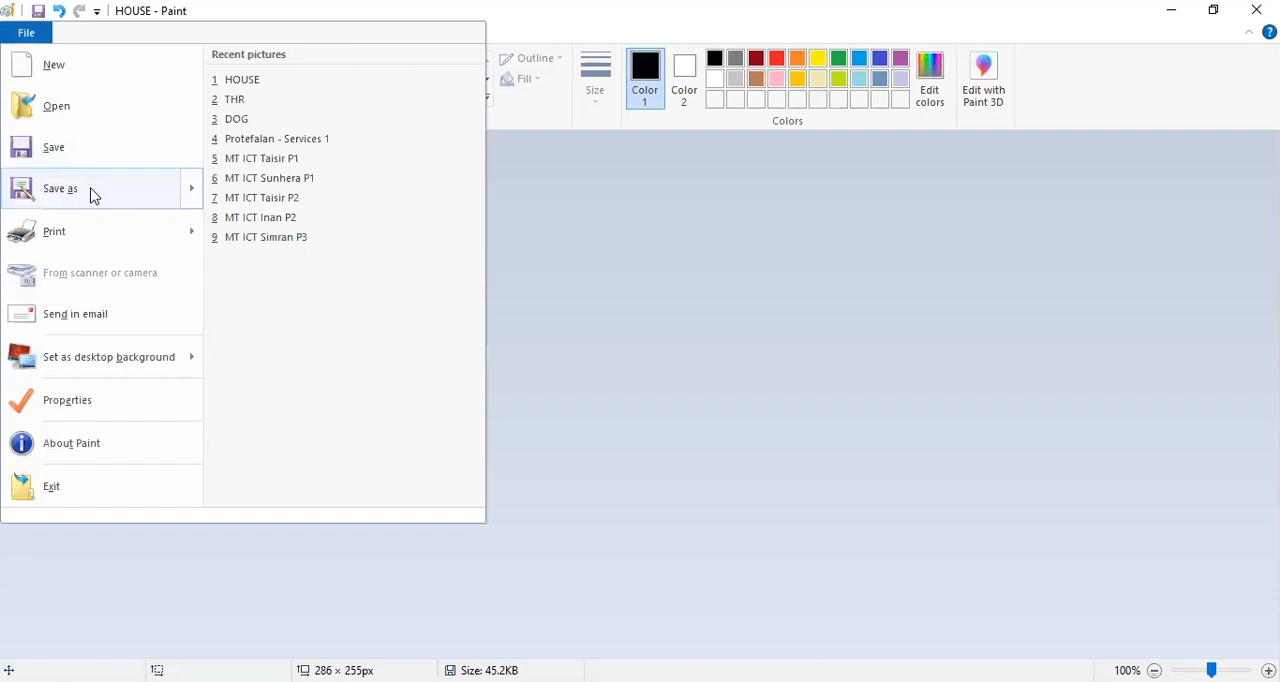 HOUSE - Paint
File
New
Open
Save
Save as
Print
From scanner or camera
Send in email
Set as desktop background
Properties
About Paint
Exit
Recent pictures
1 HOUSE
2 THR
3 DOG
4 Protefalan - Services 1
5 MT ICT Taisir P1
6 MT ICT Sunhera P1
7 MT ICT Taisir P2
8 MT ICT Inan P2
9 MT ICT Simran P3
Outline
Fill
Size
Color
1
Color
2
Edit
colors
Edit with
Paint 3D
Colors
286 × 255px
Size: 45.2KB
100%